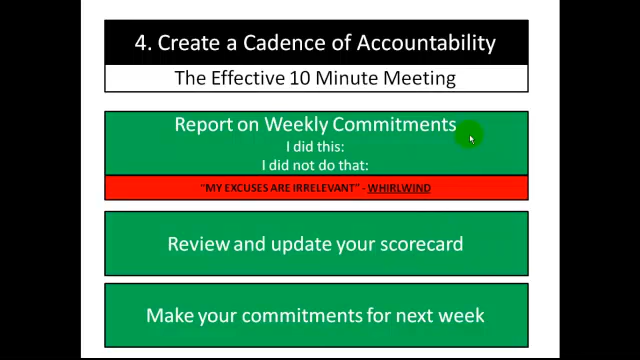 4. Create a Cadence of Accountability
The Effective 10 Minute Meeting
Report on Weekly Commitments
I did this:
I did not do that:
"MY EXCUSES ARE IRRELEVANT" - WHIRLWIND
Review and update your scorecard
Make your commitments for next week